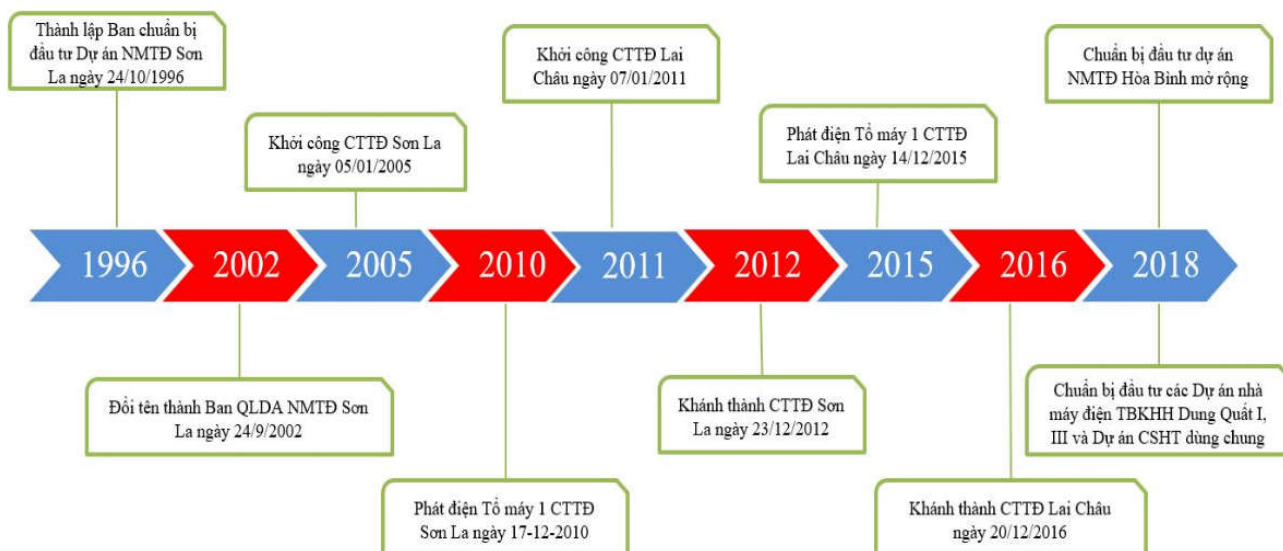 Thành lập Ban chuẩn bị
đầu tư Dự án NMTĐ Sơn
La ngày 24/10/1996
Khởi công CTTĐ Lai
Châu ngày 07/01/2011
Chuẩn bị đầu tư dự án
NMTĐ Hòa Bình mở rộng
Khởi công CTTĐ Sơn La
ngày 05/01/2005
Phát điện Tổ máy 1 CTTĐ
Lai Châu ngày 14/12/2015
1996
2002
2005
2010
2011
2012
2015
2016
2018
Đổi tên thành Ban QLDA NMTĐ Sơn
La ngày 24/9/2002
Khánh thành CTTĐ Sơn
La ngày 23/12/2012
Chuẩn bị đầu tư các Dự án nhà
máy điện TBKHH Dung Quất I,
III và Dự án CSHT dùng chung
Phát điện Tổ máy 1 CTTĐ
Sơn La ngày 17-12-2010
Khánh thành CTTĐ Lai Châu
ngày 20/12/2016